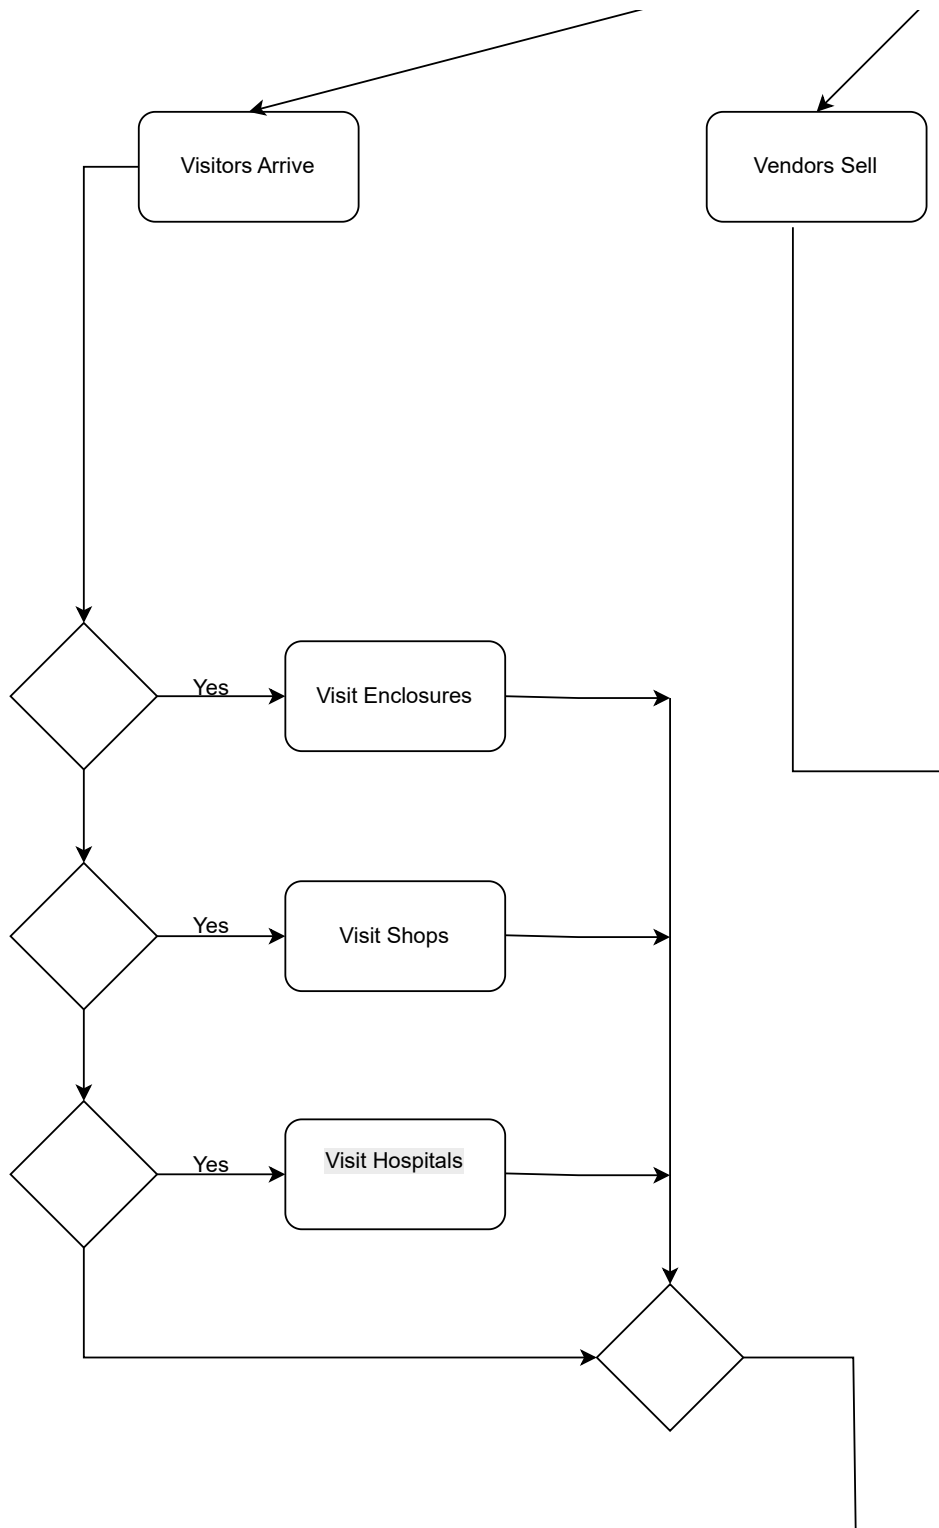 Visitors Arrive
Vendors Sell
Yes
Visit Enclosures
Yes
Visit Shops
Yes
Visit Hospitals